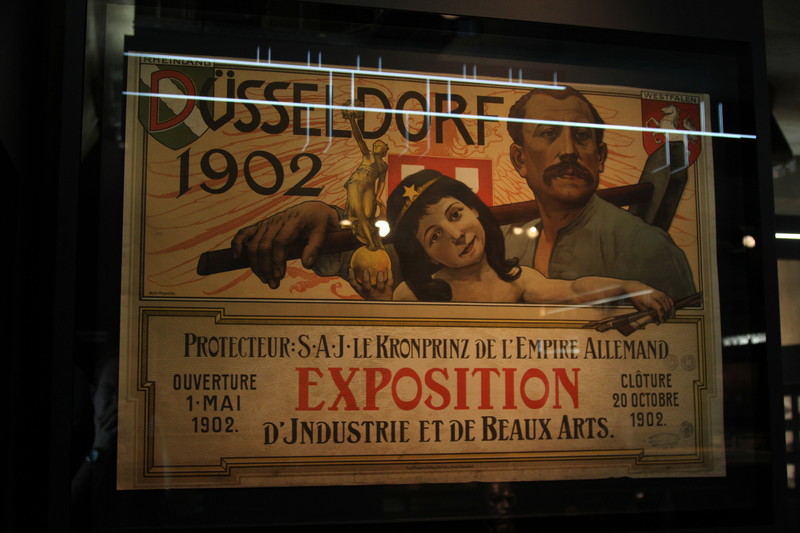 RHEINLAND
WESTFALEN
DÜSSELDORF
1902
PROTECTEUR: S·A·J·LE KRONPRINZ DE L'EMPIRE ALLEMAND
OUVERTURE
1·MAI
1902.
EXPOSITION
D'JNDUSTRIE ET DE BEAUX ARTS.
CLÔTURE
20 OCTOBRE
1902.